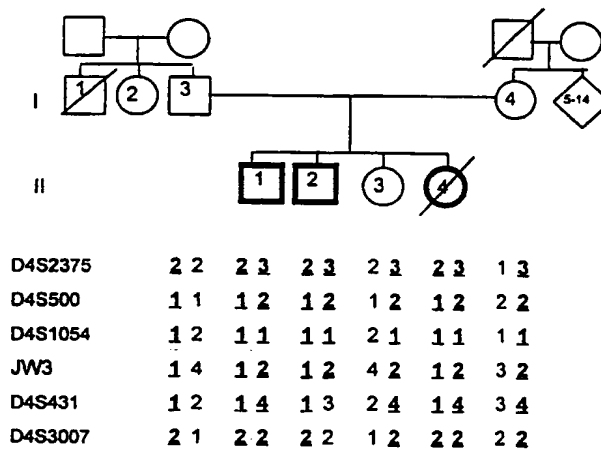 1 2 3 4 5-14
I
1 2 3 4
II
D4S2375 2 2 2 3 2 3 2 3 2 3 1 3
D4S500 1 1 1 2 1 2 1 2 1 2 2 2
D4S1054 1 2 1 1 1 1 2 1 1 1 1 1
JW3 1 4 1 2 1 2 4 2 1 2 3 2
D4S431 1 2 1 4 1 3 2 4 1 4 3 4
D4S3007 2 1 2 2 2 2 1 2 2 2 2 2